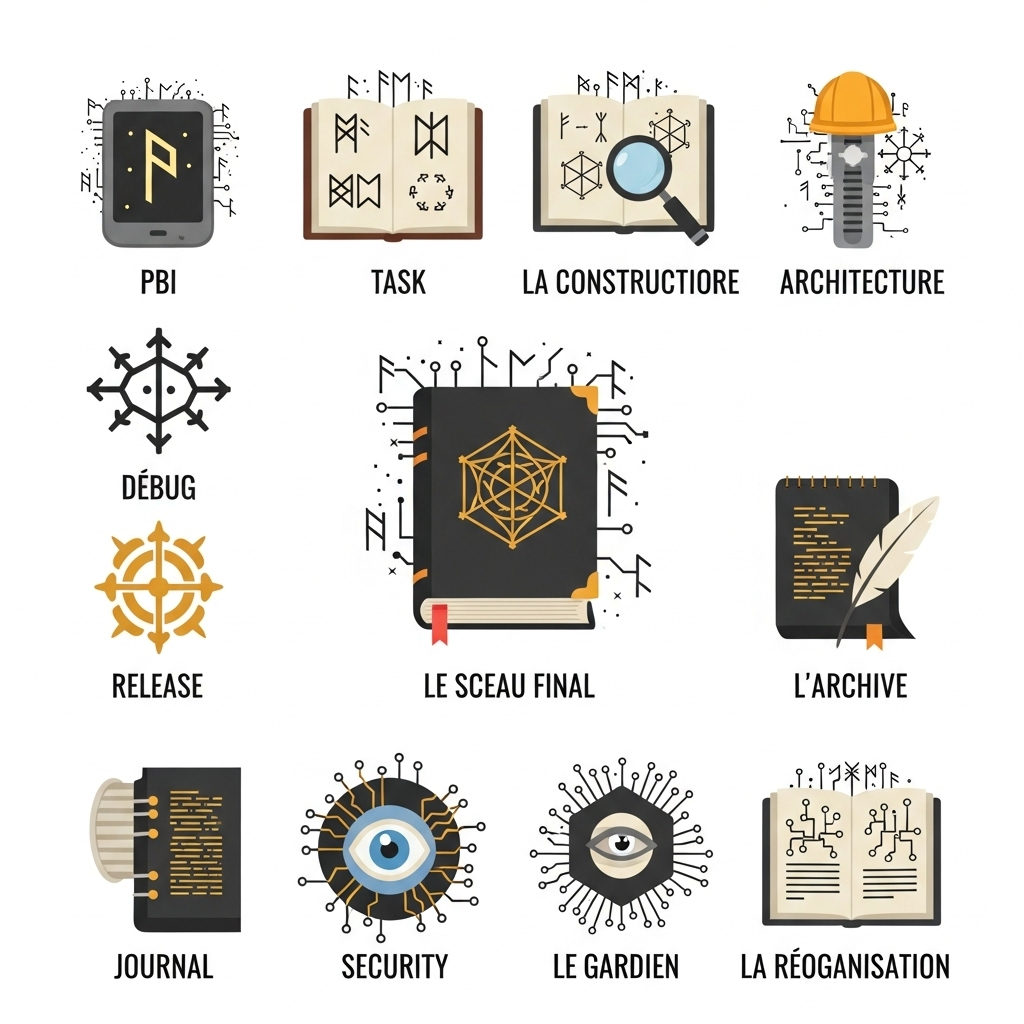 PBI
TASK
LA CONSTRUCTIORE
ARCHITECTURE
DÉBUG
RELEASE
LE SCEAU FINAL
L'ARCHIVE
JOURNAL
SECURITY
LE GARDIEN
LA RÉOGANISATION